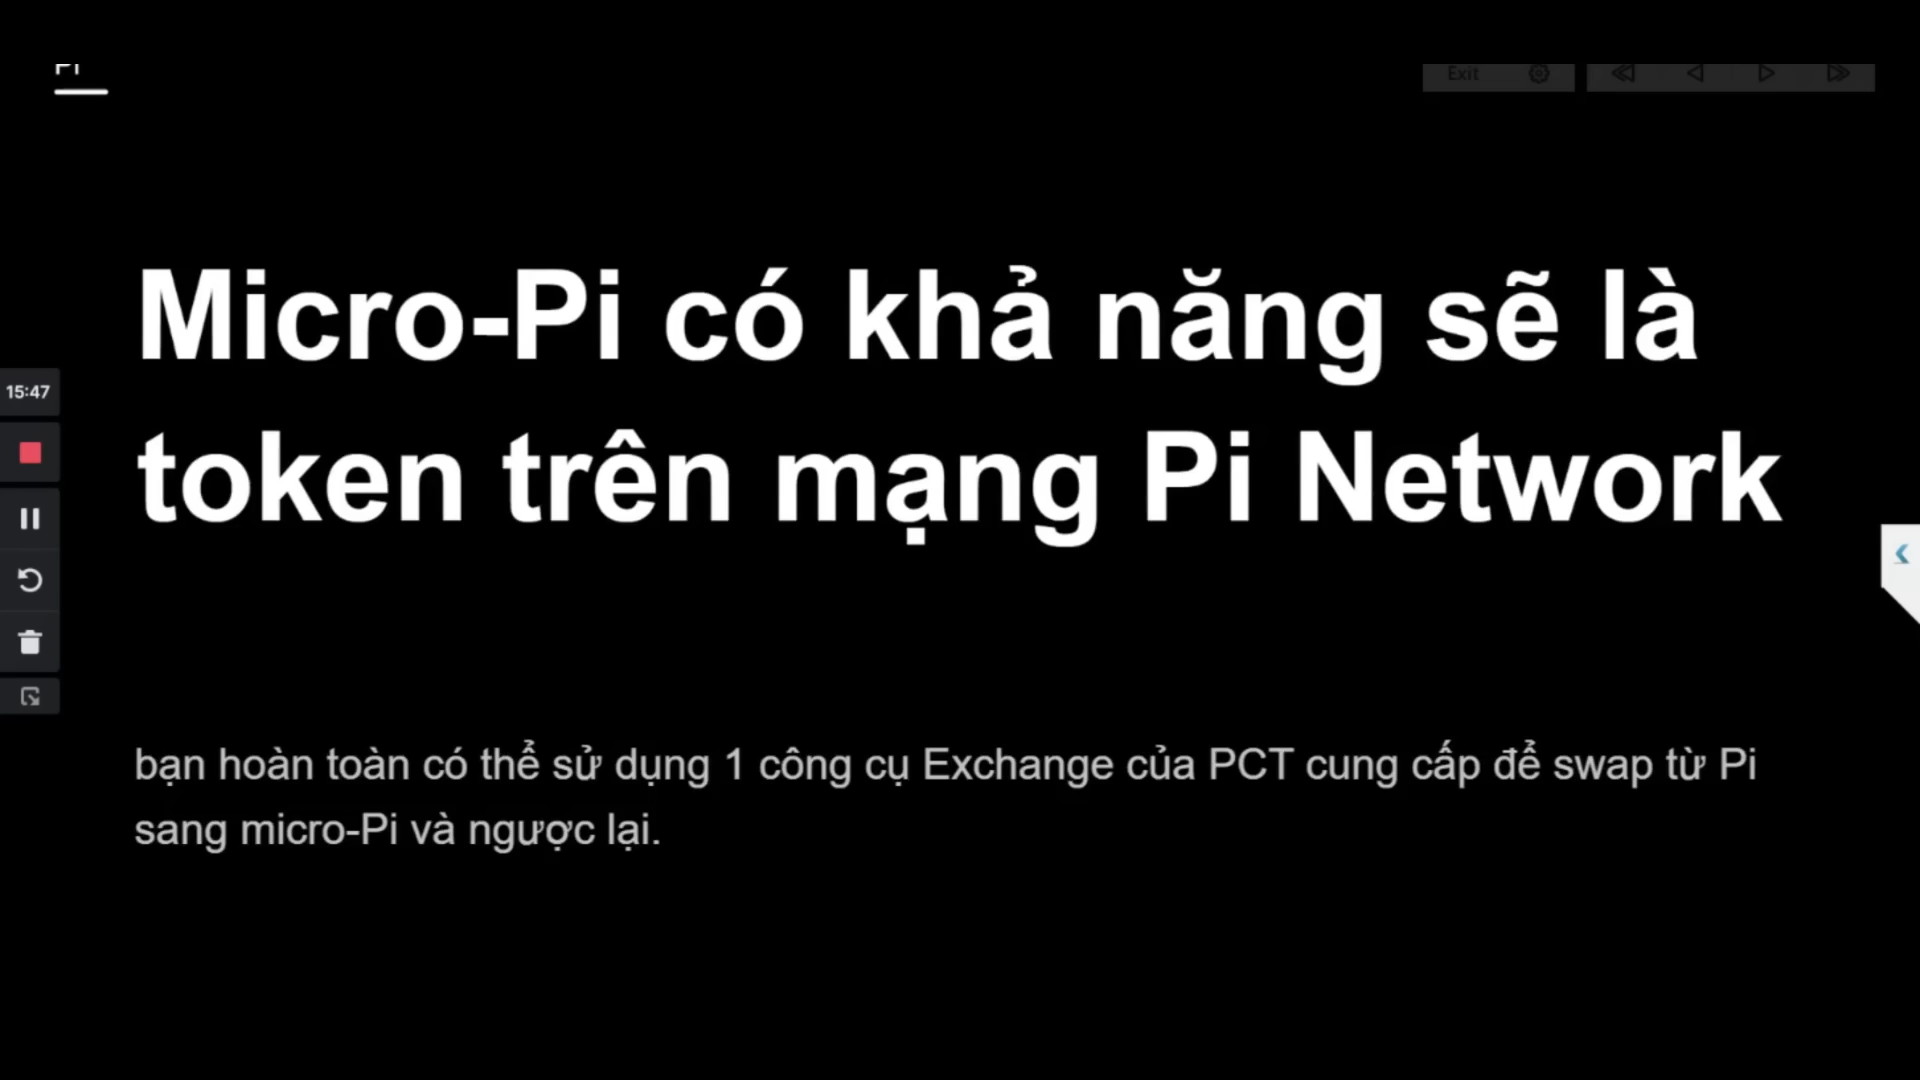 Pi
Exit
Micro-Pi có khả năng sẽ là
token trên mạng Pi Network
15:47
bạn hoàn toàn có thể sử dụng 1 công cụ Exchange của PCT cung cấp để swap từ Pi
sang micro-Pi và ngược lại.